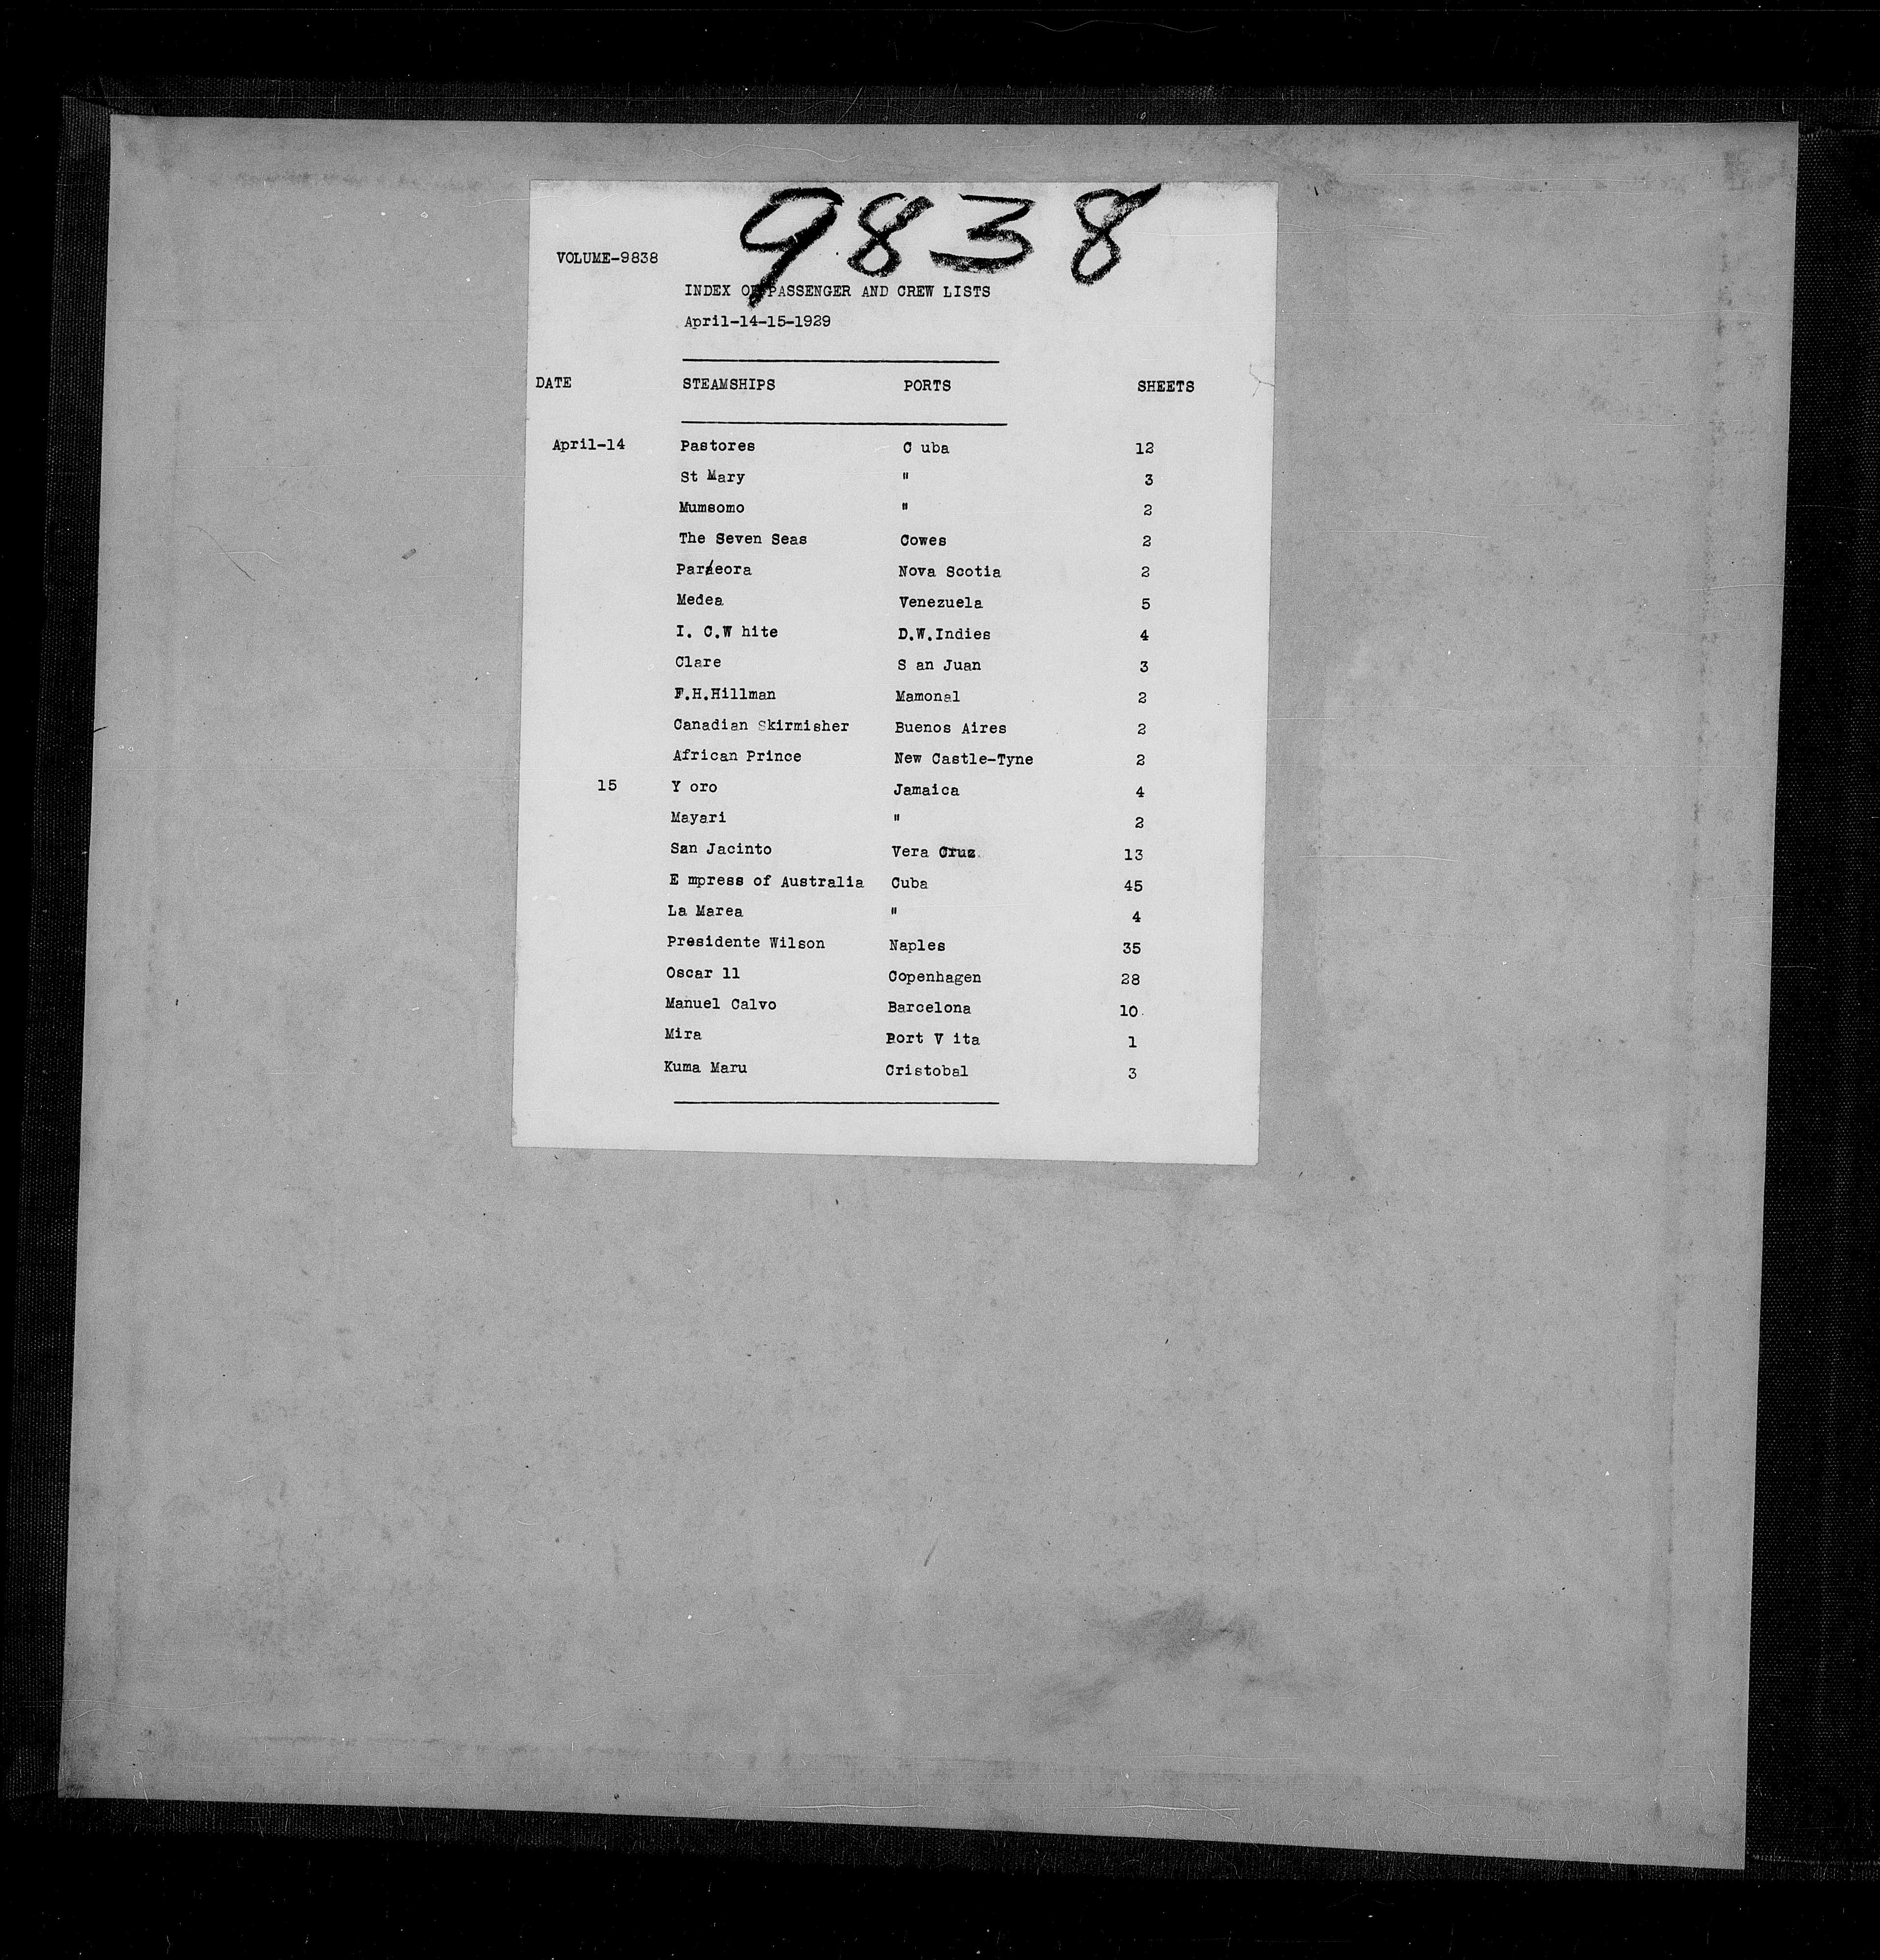 9838
VOLUME-9838
INDEX OF PASSENGER AND CREW LISTS
April-14-15-1929
DATE STEAMSHIPS PORTS SHEETS
April-14 Pastores C uba 12
St Mary " 3
Mumsomo " 2
The Seven Seas Cowes 2
Pareora Nova Scotia 2
Medea Venezuela 5
I. C.W hite D.W.Indies 4
Clare S an Juan 3
F.H.Hillman Mamonal 2
Canadian Skirmisher Buenos Aires 2
African Prince New Castle-Tyne 2
15 Y oro Jamaica 4
Mayari " 2
San Jacinto Vera Cruz 13
E mpress of Australia Cuba 45
La Marea " 4
Presidente Wilson Naples 35
Oscar 11 Copenhagen 28
Manuel Calvo Barcelona 10
Mira Port V ita 1
Kuma Maru Cristobal 3